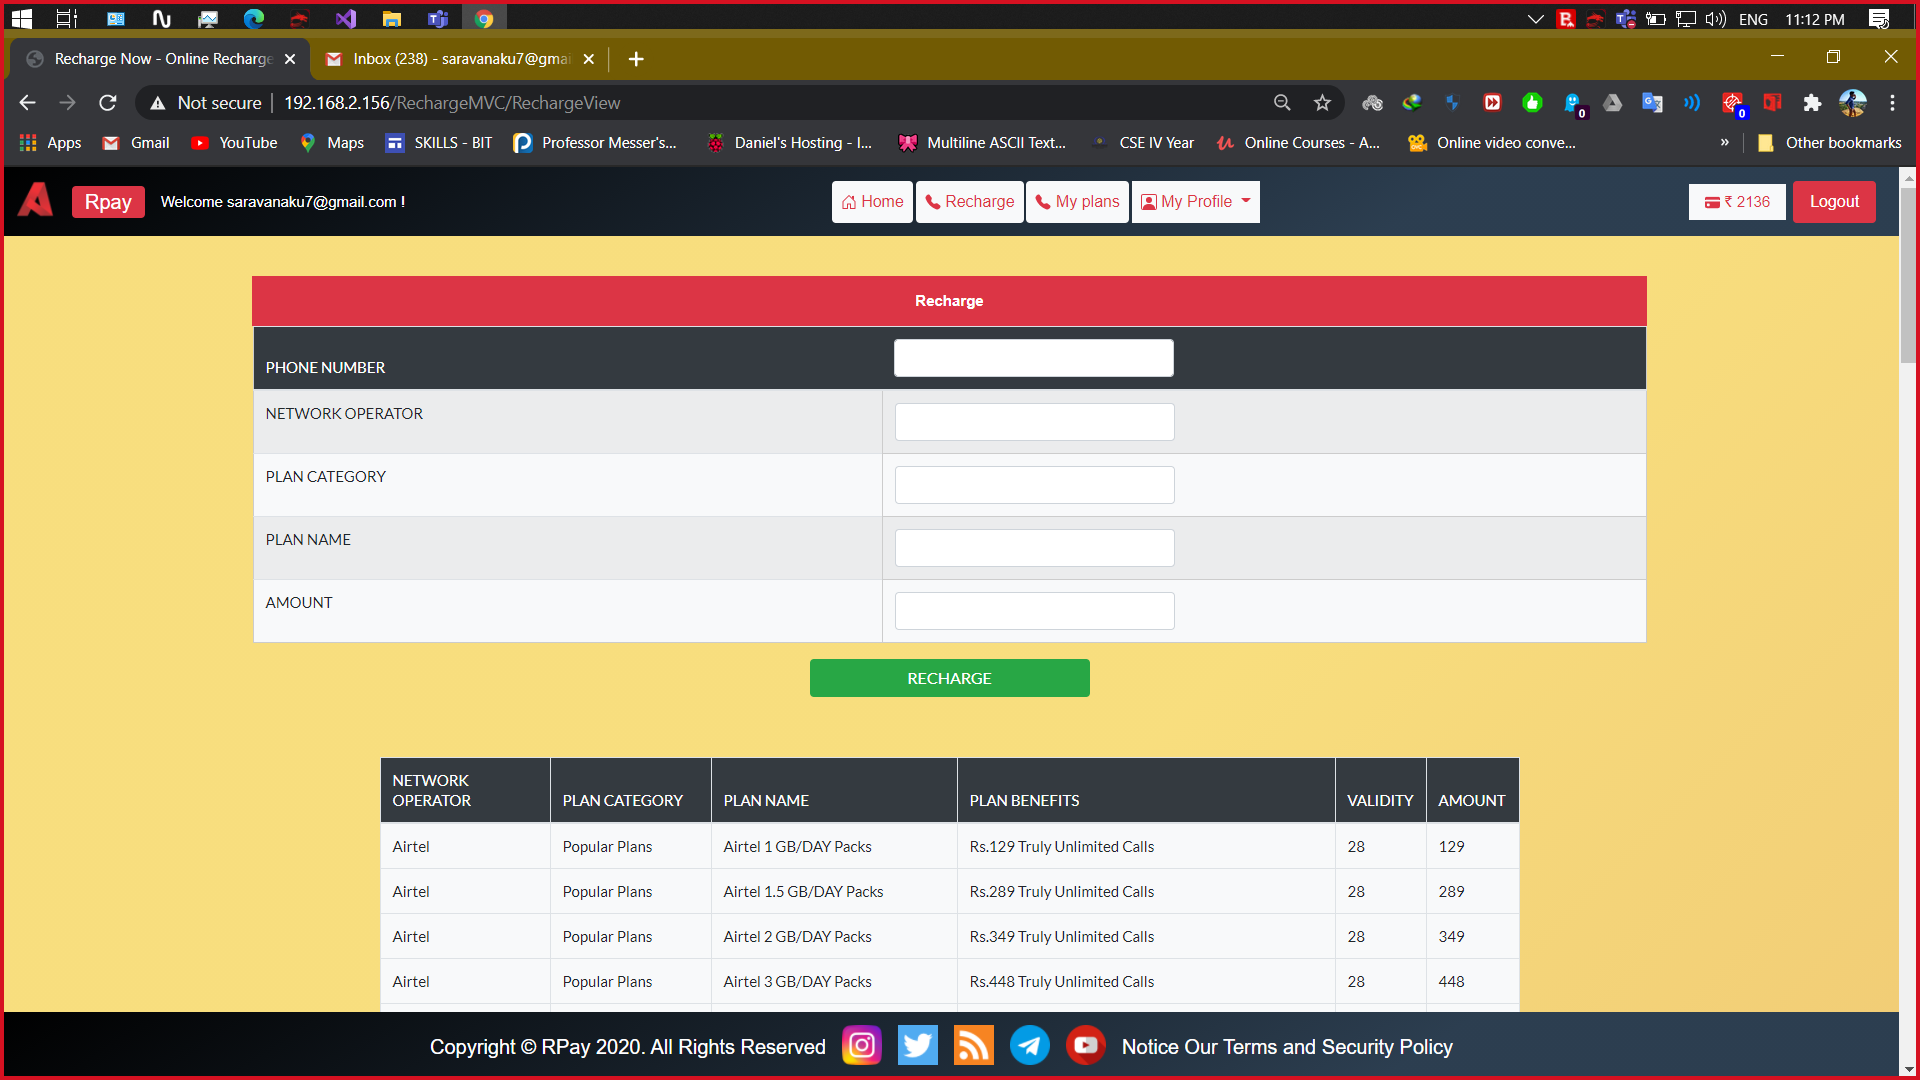 ENG 11:12 PM
Recharge Now - Online Recharge
Inbox (238) - saravanaku7@gmai
Not secure 192.168.2.156/RechargeMVC/RechargeView
0
0
Apps Gmail YouTube Maps SKILLS - BIT Professor Messer's... Daniel's Hosting - I... Multiline ASCII Text... CSE IV Year Online Courses - A... Online video conve... » Other bookmarks
Rpay Welcome saravanaku7@gmail.com ! Home Recharge My plans My Profile ₹ 2136 Logout
Recharge
PHONE NUMBER
NETWORK OPERATOR
PLAN CATEGORY
PLAN NAME
AMOUNT
RECHARGE
NETWORK OPERATOR PLAN CATEGORY PLAN NAME PLAN BENEFITS VALIDITY AMOUNT
Airtel Popular Plans Airtel 1 GB/DAY Packs Rs.129 Truly Unlimited Calls 28 129
Airtel Popular Plans Airtel 1.5 GB/DAY Packs Rs.289 Truly Unlimited Calls 28 289
Airtel Popular Plans Airtel 2 GB/DAY Packs Rs.349 Truly Unlimited Calls 28 349
Airtel Popular Plans Airtel 3 GB/DAY Packs Rs.448 Truly Unlimited Calls 28 448
Copyright © RPay 2020. All Rights Reserved Notice Our Terms and Security Policy